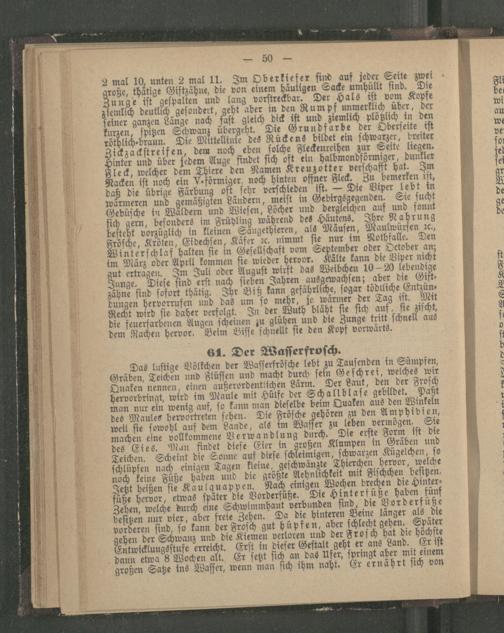 — 50 —
2 mal 10, unten 2 mal 11. Im Oberkiefer sind auf jeder Seite zwei
große, thätige Giftzähne, die von einem häutigen Sack umhüllt sind. Die
Zunge ist gespalten und lang vorstreckbar. Der Hals ist vom Kopfe
ziemlich deutlich gesondert, geht aber in den Rumpf unmerklich über, der
seiner ganzen Länge nach fast gleich dick ist und ziemlich plötzlich in den
kurzen, spitzen Schwanz übergeht. Die Grundfarbe der Oberseite ist
röthlich-braun. Die Mittellinie des Rückens bildet ein schwarzer, breiter
Zickzackstreifen, dem noch eben solche Fleckenreihen zur Seite liegen.
Hinten und über jedem Auge findet sich oft ein halbmondförmiger, dunkler
Fleck, welcher dem Thiere den Namen Kreuzotter verschafft hat. Im
Nacken ist noch ein V-förmiger, noch hinten offner Fleck. Zu bemerken ist,
daß die übrige Färbung oft sehr verschieden ist. — Die Viper lebt in
wärmeren und gemäßigten Ländern, meist in Gebirgsgegenden. Sie sucht
Gebüsche in Wäldern und Wiesen, Löcher und dergleichen auf und sonnt
sich gern, besonders im Frühling während des Häutens. Ihre Nahrung
besteht vorzüglich in kleinen Säugethieren, als Mäusen, Maulwürfen ꝛc.,
Frösche, Kröten, Eidechsen, Käfer ꝛc. nimmt sie nur im Nothfalle. Den
Winterschlaf halten sie in Gesellschaft vom September oder October an;
im März oder April kommen sie wieder hervor. Kälte kann die Viper nicht
gut ertragen. Im Juli oder August wirft das Weibchen 10—20 lebendige
Junge. Diese sind erst nach sieben Jahren ausgewachsen; aber die Gift-
zähne sind sofort thätig. Ihr Biß kann gefährliche, sogar tödtliche Entzün-
dungen hervorrufen und das um so mehr, je wärmer der Tag ist. Mit
Recht wird sie daher verfolgt. In der Wuth bläht sie sich auf, sie zischt,
die feuerfarbenen Augen scheinen zu glühen und die Zunge tritt schnell aus
dem Rachen hervor. Beim Bisse schnellt sie den Kopf vorwärts.
61. Der Wasserfrosch.
Das lustige Völkchen der Wasserfrösche lebt zu Tausenden in Sümpfen,
Gräben, Teichen und Flüssen und macht durch sein Geschrei, welches wir
Quaken nennen, einen außerordentlichen Lärm. Der Laut, den der Frosch
hervorbringt, wird im Maule mit Hülfe der Schallblase gebildet. Paßt
man nur ein wenig auf, so kann man dieselbe beim Quaken aus den Winkeln
des Maules hervortreten sehen. Die Frösche gehören zu den Amphibien,
weil sie sowohl auf dem Lande, als im Wasser zu leben vermögen. Sie
machen eine vollkommene Verwandlung durch. Die erste Form ist die
des Eies. Man findet diese Eier in großen Klumpen in Gräben und
Teichen. Scheint die Sonne auf diese schleimigen, schwarzen Kügelchen, so
schlüpfen nach einigen Tagen kleine, geschwänzte Thierchen hervor, welche
noch keine Füße haben und die größte Aehnlichkeit mit Fischchen besitzen.
Jetzt heißen sie Kaulquappen. Nach einigen Wochen brechen die Hinter-
füße hervor, etwas später die Vorderfüße. Die Hinterfüße haben fünf
Zehen, welche durch eine Schwimmhaut verbunden sind, die Vorderfüße
besitzen nur vier, aber freie Zehen. Da die hinteren Beine länger als die
vorderen sind, so kann der Frosch gut hüpfen, aber schlecht gehen. Später
gehen der Schwanz und die Kiemen verloren und der Frosch hat die höchste
Entwicklungsstufe erreicht. Erst in dieser Gestalt geht er ans Land. Er ist
dann etwa 8 Wochen alt. Er setzt sich an das Ufer, springt aber mit einem
großen Satze ins Wasser, wenn man sich ihm naht. Er ernährt sich von